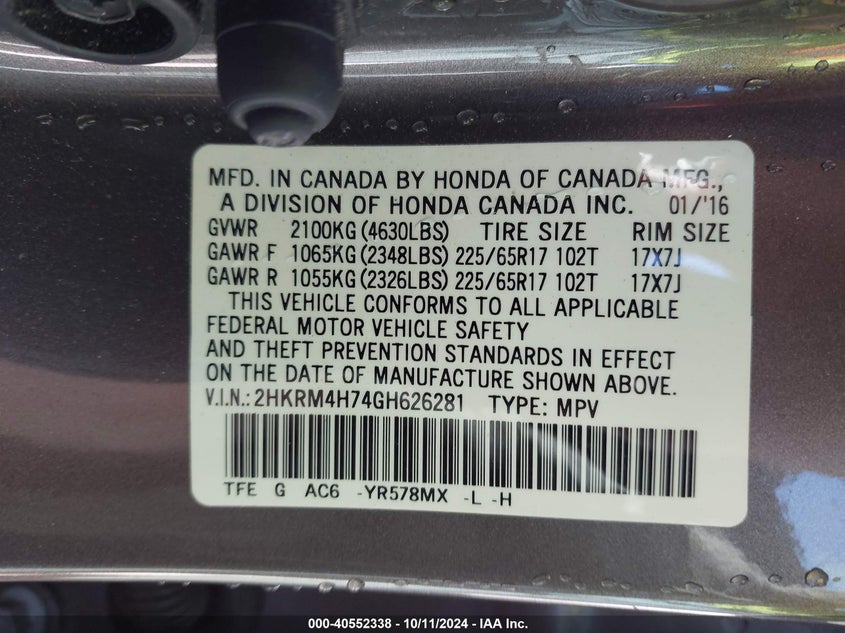 MFD. IN CANADA BY HONDA OF CANADA MFG.,
A DIVISION OF HONDA CANADA INC. 01/'16
GVWR 2100KG (4630LBS) TIRE SIZE RIM SIZE
GAWR F 1065KG (2348LBS) 225/65R17 102T 17X7J
GAWR R 1055KG (2326LBS) 225/65R17 102T 17X7J
THIS VEHICLE CONFORMS TO ALL APPLICABLE
FEDERAL MOTOR VEHICLE SAFETY
AND THEFT PREVENTION STANDARDS IN EFFECT
ON THE DATE OF MANUFACTURE SHOWN ABOVE.
V.I.N.: 2HKRM4H74GH626281 TYPE: MPV
TFE G AC6 -YR578MX -L -H
000-40552338 - 10/11/2024 - IAA Inc.